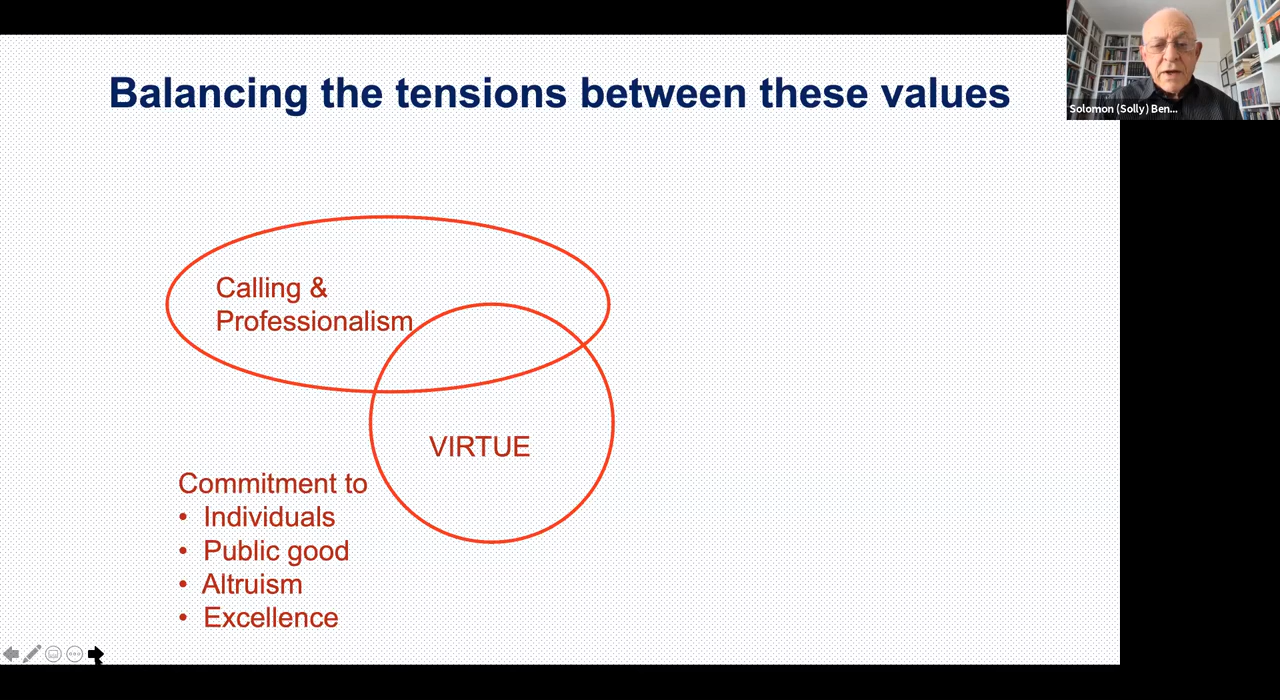 Balancing the tensions between these values
Solomon (Solly) Ben...
Calling &
Professionalism
VIRTUE
Commitment to
• Individuals
• Public good
• Altruism
• Excellence